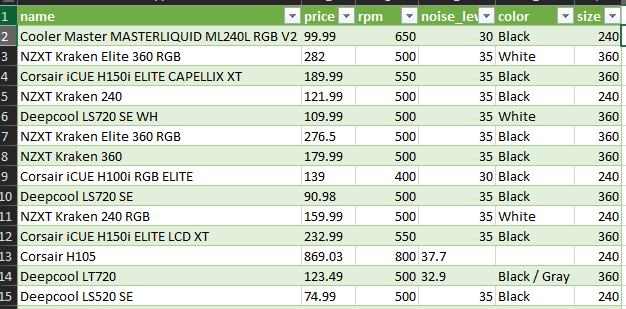 1 name price rpm noise_lev color size
2 Cooler Master MASTERLIQUID ML240L RGB V2 99.99 650 30 Black 240
3 NZXT Kraken Elite 360 RGB 282 500 35 White 360
4 Corsair iCUE H150i ELITE CAPELLIX XT 189.99 550 35 Black 360
5 NZXT Kraken 240 121.99 500 35 Black 240
6 Deepcool LS720 SE WH 109.99 500 35 White 360
7 NZXT Kraken Elite 360 RGB 276.5 500 35 Black 360
8 NZXT Kraken 360 179.99 500 35 Black 360
9 Corsair iCUE H100i RGB ELITE 139 400 30 Black 240
10 Deepcool LS720 SE 90.98 500 35 Black 360
11 NZXT Kraken 240 RGB 159.99 500 35 White 240
12 Corsair iCUE H150i ELITE LCD XT 232.99 550 35 Black 360
13 Corsair H105 869.03 800 37.7 240
14 Deepcool LT720 123.49 500 32.9 Black / Gray 360
15 Deepcool LS520 SE 74.99 500 35 Black 240